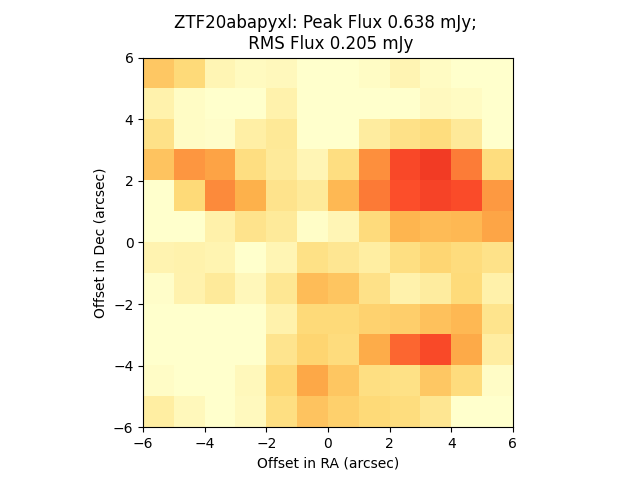 ZTF20abapyxl: Peak Flux 0.638 mJy;
RMS Flux 0.205 mJy
6
4
2
0
−2
−4
−6
Offset in Dec (arcsec)
−6 −4 −2 0 2 4 6
Offset in RA (arcsec)